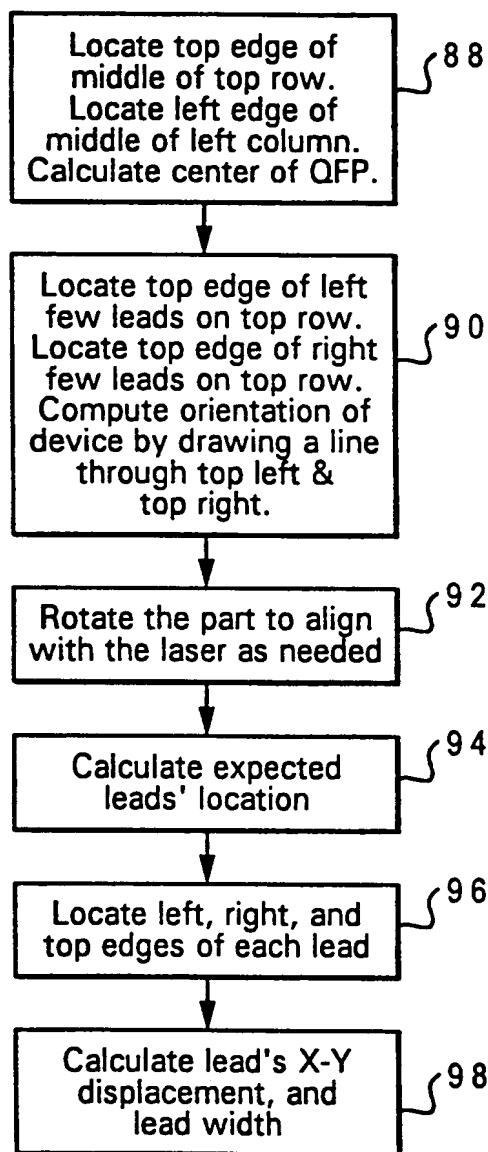 Locate top edge of
middle of top row.
Locate left edge of
middle of left column.
Calculate center of QFP.
88
Locate top edge of left
few leads on top row.
Locate top edge of right
few leads on top row.
Compute orientation of
device by drawing a line
through top left &
top right.
90
Rotate the part to align
with the laser as needed
92
Calculate expected
leads' location
94
Locate left, right, and
top edges of each lead
96
Calculate lead's X-Y
displacement, and
lead width
98